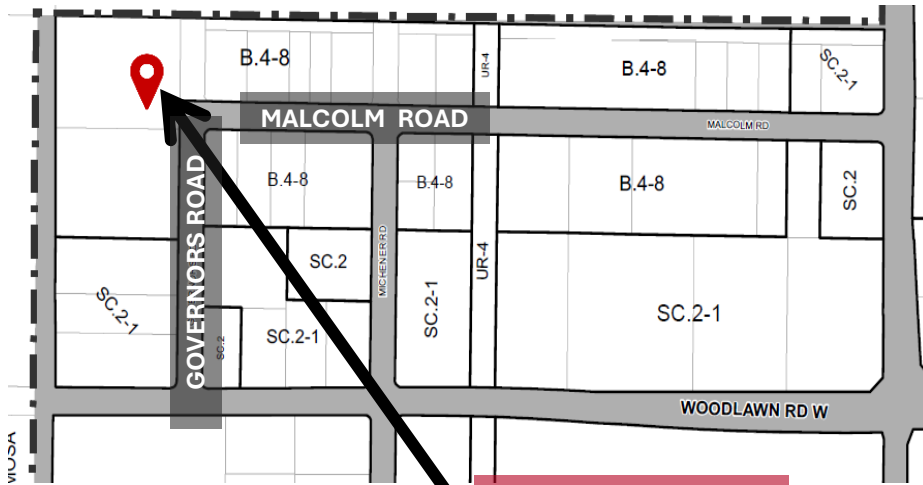 B.4-8
UR-4
B.4-8
SC.2-1
MALCOLM ROAD
MALCOLM RD
B.4-8
B.4-8
B.4-8
SC.2
GOVERNORS ROAD
MICHENER RD
UR-4
SC.2
SC.2-1
SC.2-1
SC.2-1
SC.2-1
SC.2
WOODLAWN RD W
MOSA